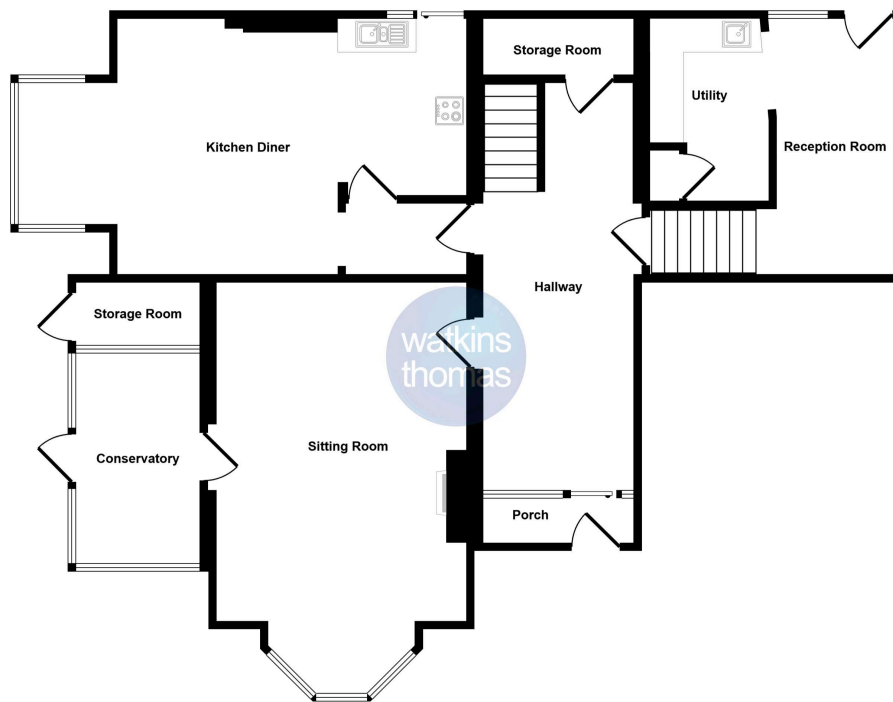 Storage Room
Utility
Kitchen Diner
Reception Room
Hallway
Storage Room
watkins
thomas
Sitting Room
Conservatory
Porch